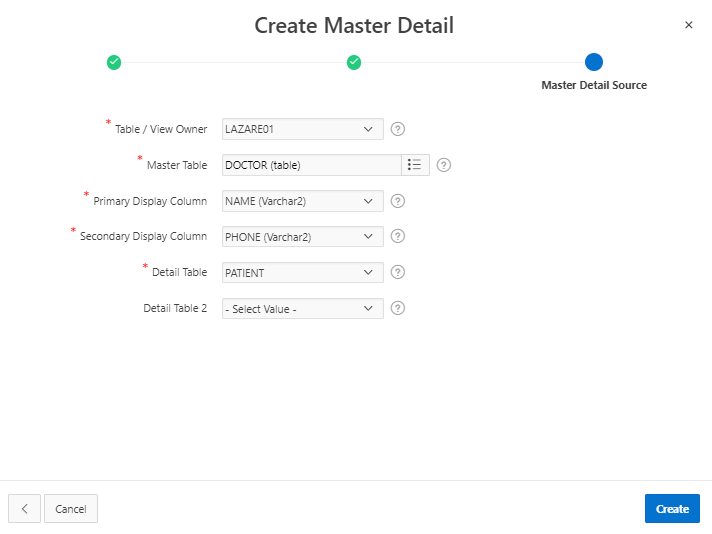 Create Master Detail
Master Detail Source
* Table / View Owner LAZARE01 ?
* Master Table DOCTOR (table) ?
* Primary Display Column NAME (Varchar2) ?
* Secondary Display Column PHONE (Varchar2) ?
* Detail Table PATIENT ?
Detail Table 2 - Select Value - ?
Cancel Create